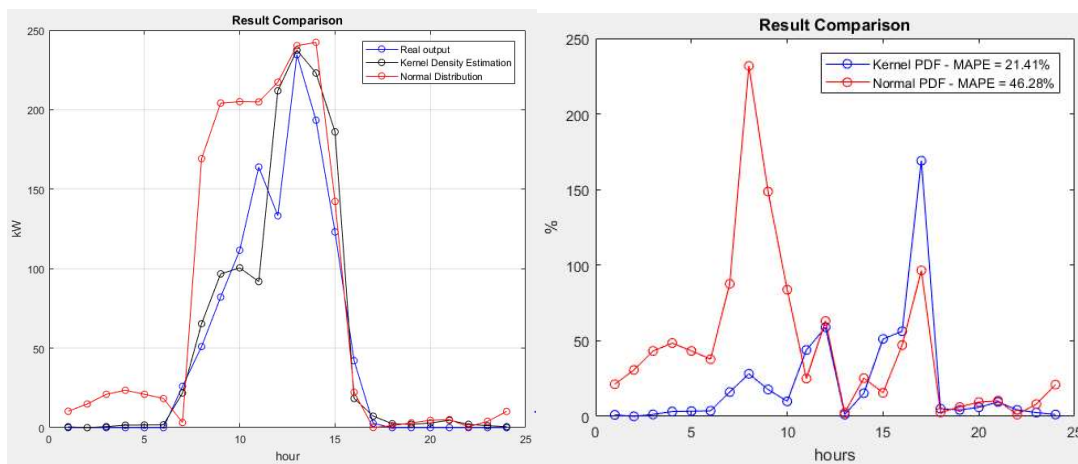 Result Comparison
250
200
150
100
50
0
0
5
10
15
20
25
kW
hour
Real output
Kernel Density Estimation
Normal Distribution
Result Comparison
250
200
150
100
50
0
0
5
10
15
20
25
%
hours
Kernel PDF - MAPE = 21.41%
Normal PDF - MAPE = 46.28%